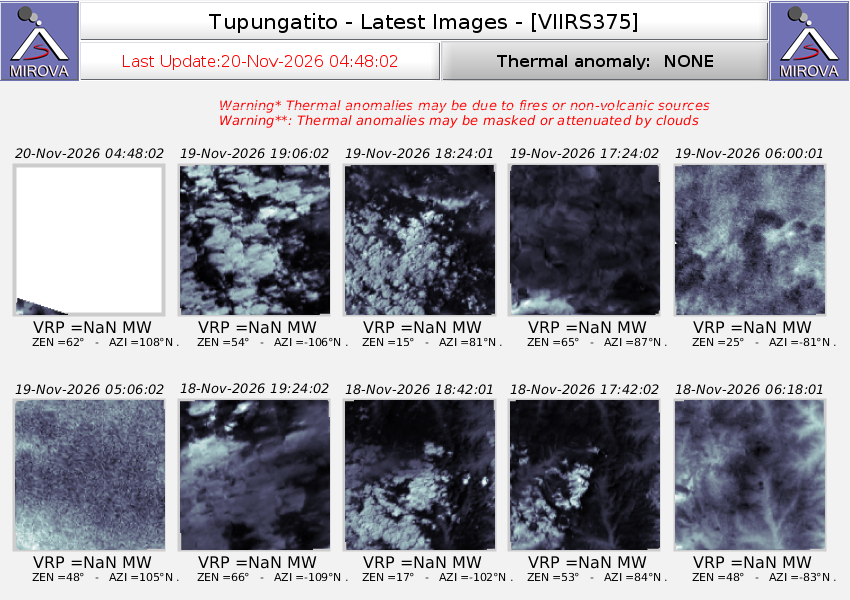 Tupungatito - Latest Images - [VIIRS375]
MIROVA
Last Update:20-Nov-2026 04:48:02
Thermal anomaly: NONE
MIROVA
Warning* Thermal anomalies may be due to fires or non-volcanic sources
Warning**: Thermal anomalies may be masked or attenuated by clouds
20-Nov-2026 04:48:02 19-Nov-2026 19:06:02 19-Nov-2026 18:24:01 19-Nov-2026 17:24:02 19-Nov-2026 06:00:01
VRP =NaN MW VRP =NaN MW VRP =NaN MW VRP =NaN MW VRP =NaN MW
ZEN =62° - AZI =108°N . ZEN =54° - AZI =-106°N . ZEN =15° - AZI =81°N . ZEN =65° - AZI =87°N . ZEN =25° - AZI =-81°N .
19-Nov-2026 05:06:02 18-Nov-2026 19:24:02 18-Nov-2026 18:42:01 18-Nov-2026 17:42:02 18-Nov-2026 06:18:01
VRP =NaN MW VRP =NaN MW VRP =NaN MW VRP =NaN MW VRP =NaN MW
ZEN =48° - AZI =105°N . ZEN =66° - AZI =-109°N . ZEN =17° - AZI =-102°N . ZEN =53° - AZI =84°N . ZEN =48° - AZI =-83°N .